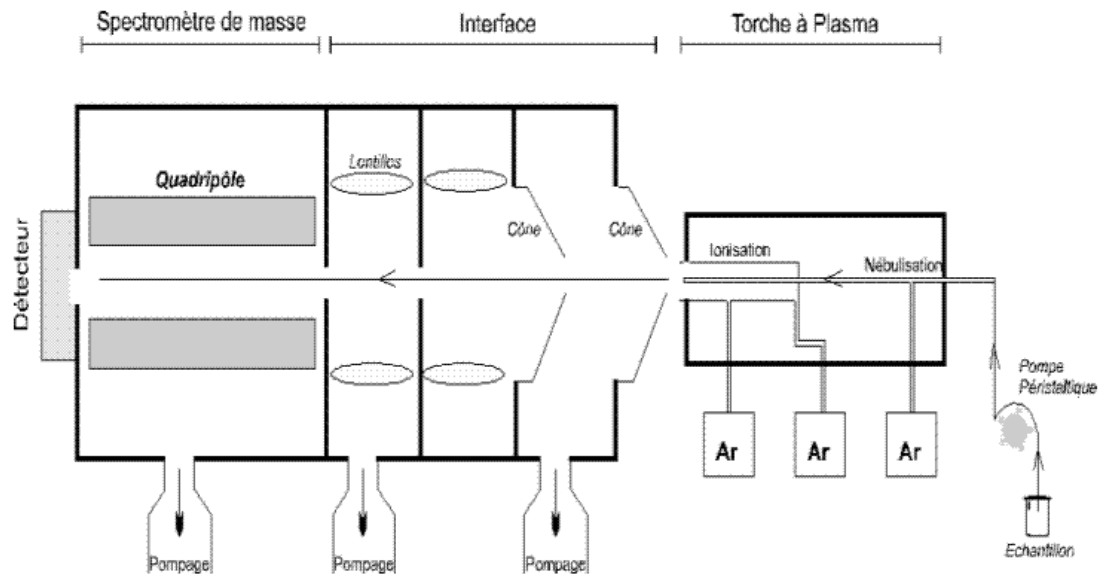 Spectromètre de masse
Interface
Torche à Plasma
Lentilles
Quadripôle
Cône
Cône
Ionisation
Nébulisation
Détecteur
Pompe
Péristaltique
Ar
Ar
Ar
Pompage
Pompage
Pompage
Echantillon